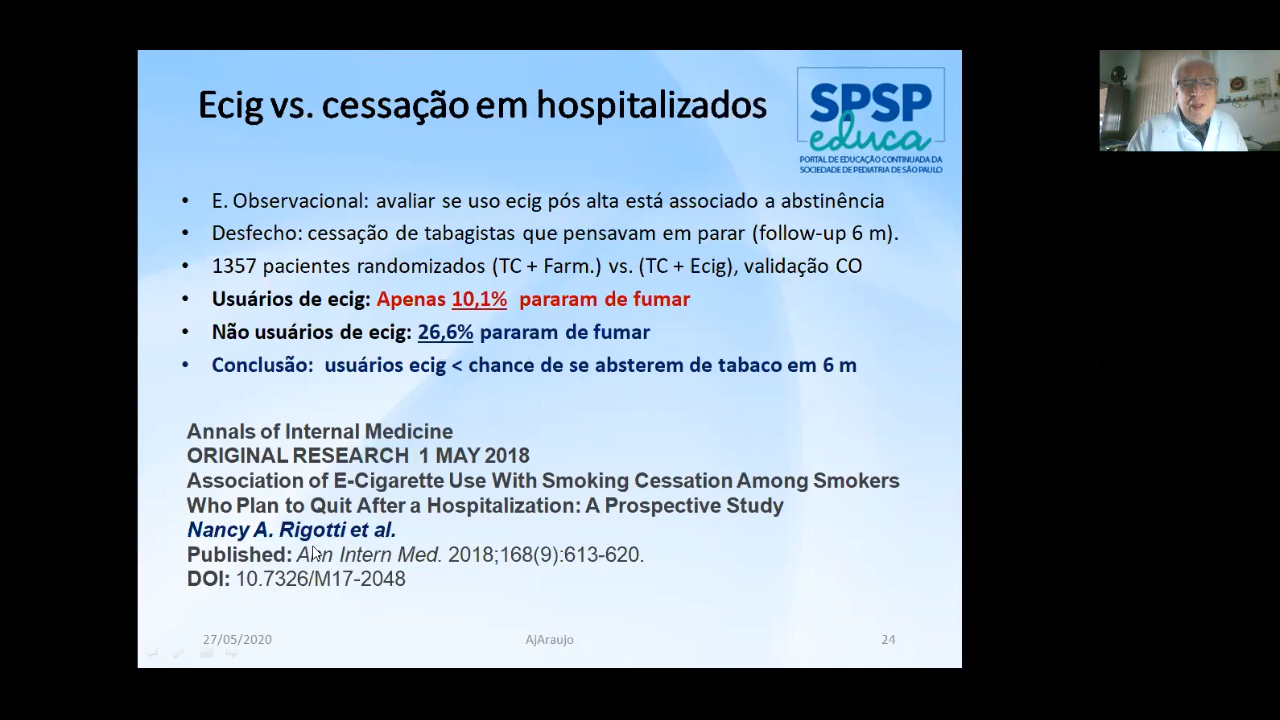 Ecig vs. cessação em hospitalizados
SPSP
educa
PORTAL DE EDUCAÇÃO CONTINUADA DA
SOCIEDADE DE PEDIATRIA DE SÃO PAULO
• E. Observacional: avaliar se uso ecig pós alta está associado a abstinência
• Desfecho: cessação de tabagistas que pensavam em parar (follow-up 6 m).
• 1357 pacientes randomizados (TC + Farm.) vs. (TC + Ecig), validação CO
• Usuários de ecig: Apenas 10,1% pararam de fumar
• Não usuários de ecig: 26,6% pararam de fumar
• Conclusão: usuários ecig < chance de se absterem de tabaco em 6 m
Annals of Internal Medicine
ORIGINAL RESEARCH 1 MAY 2018
Association of E-Cigarette Use With Smoking Cessation Among Smokers
Who Plan to Quit After a Hospitalization: A Prospective Study
Nancy A. Rigotti et al.
Published: Ann Intern Med. 2018;168(9):613-620.
DOI: 10.7326/M17-2048
27/05/2020 AjAraujo 24